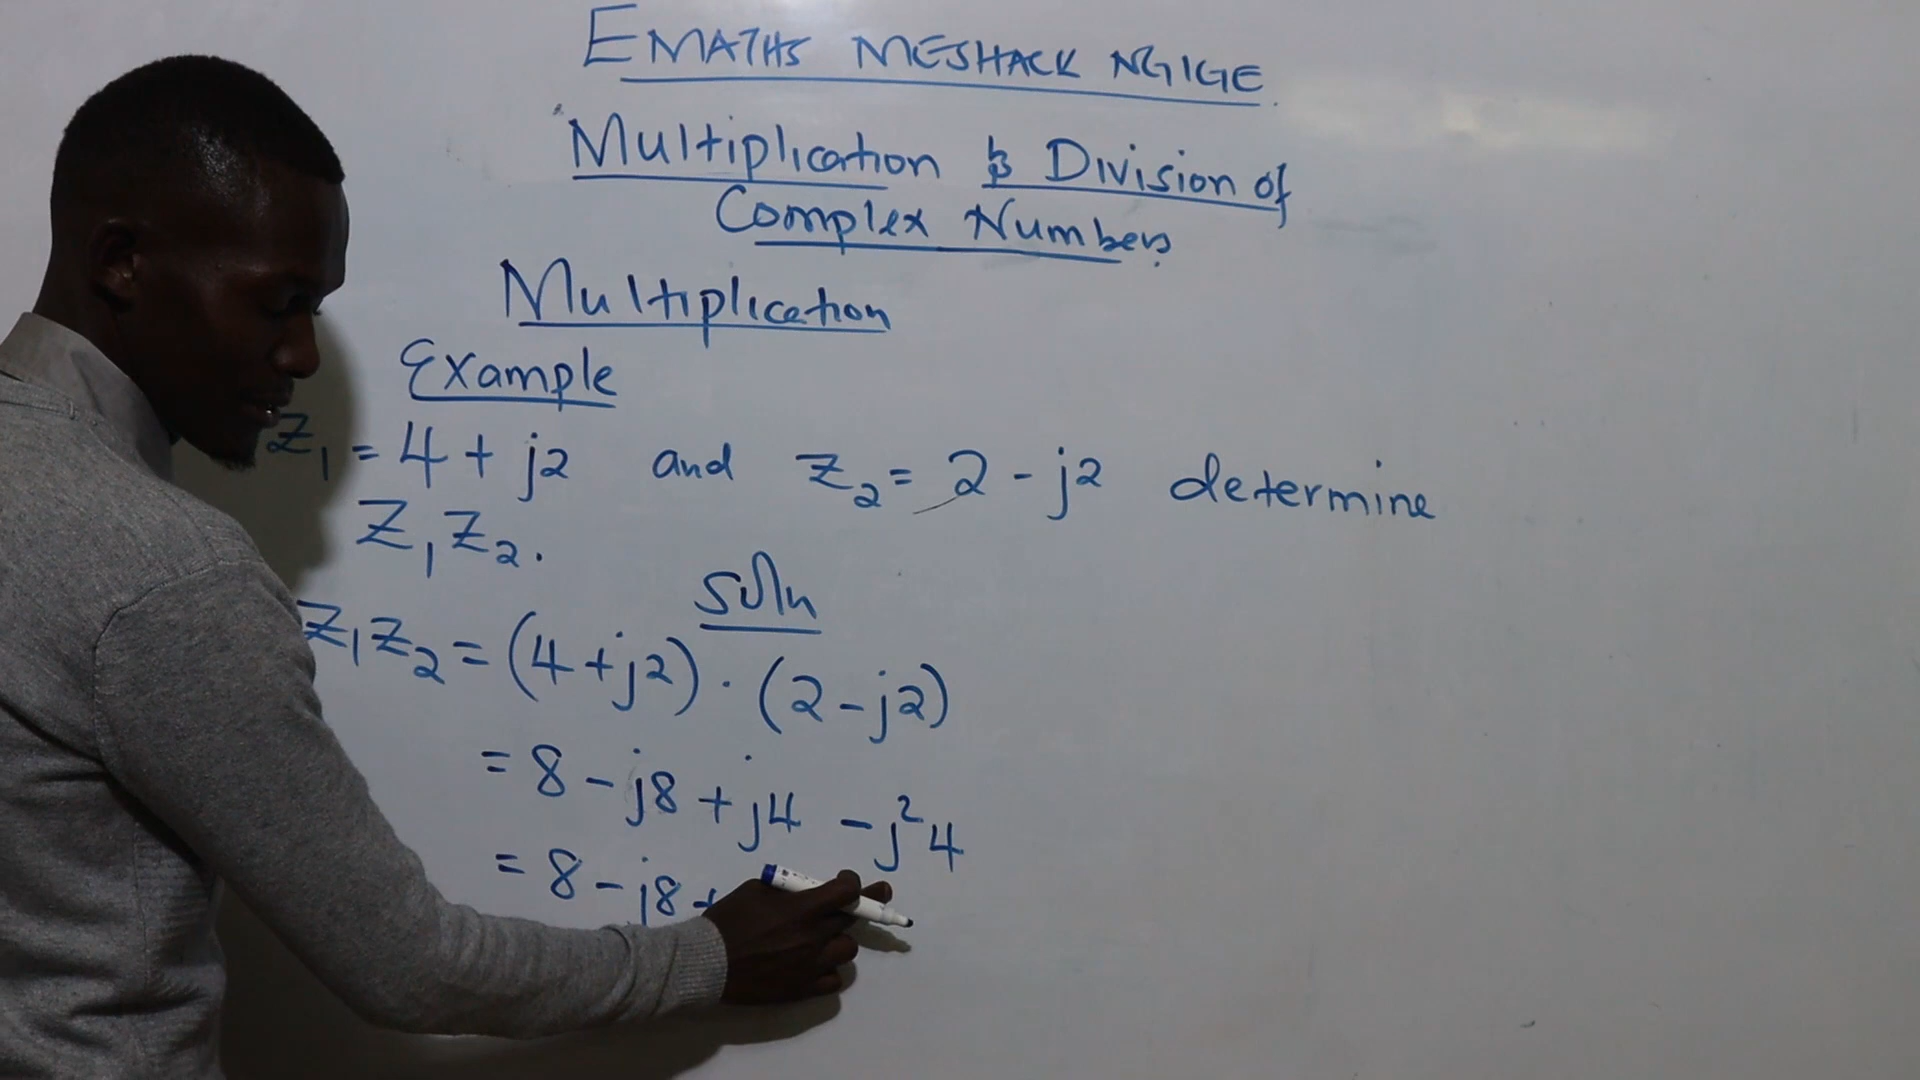 EMATHS MESHACK NGIGE
Multiplication & Division of
Complex Numbers
Multiplication
Example
Z₁ = 4 + j2 and Z₂ = 2 - j2 determine
Z₁Z₂.
Soln
Z₁Z₂ = (4 + j2) · (2 - j2)
= 8 - j8 + j4 - j²4
= 8 - j8 +